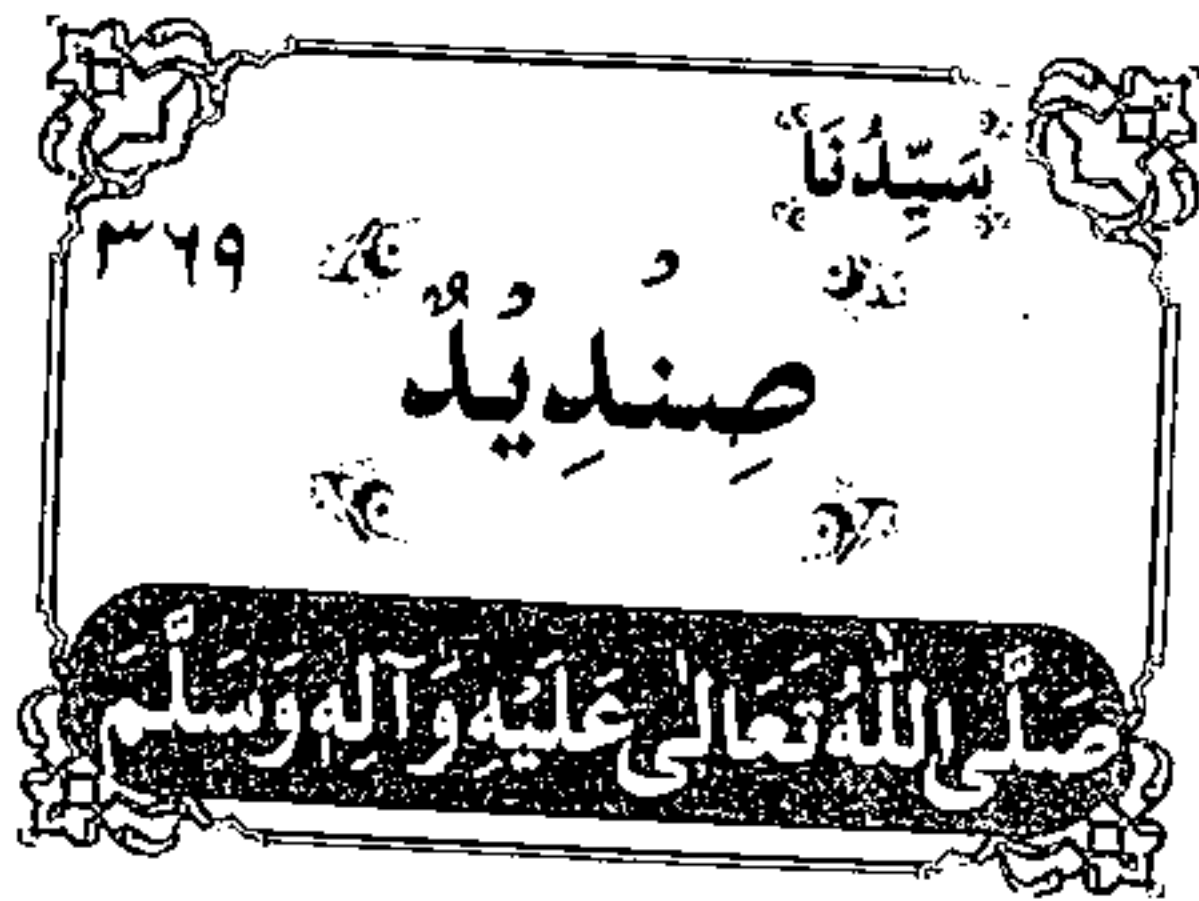 سَيِّدُنَا
٣٦٩
صِنْدِيْدٌ
صَلَّى اللّٰهُ تَعَالٰى عَلَيْهِ وَآلِهٖ وَسَلَّمَ